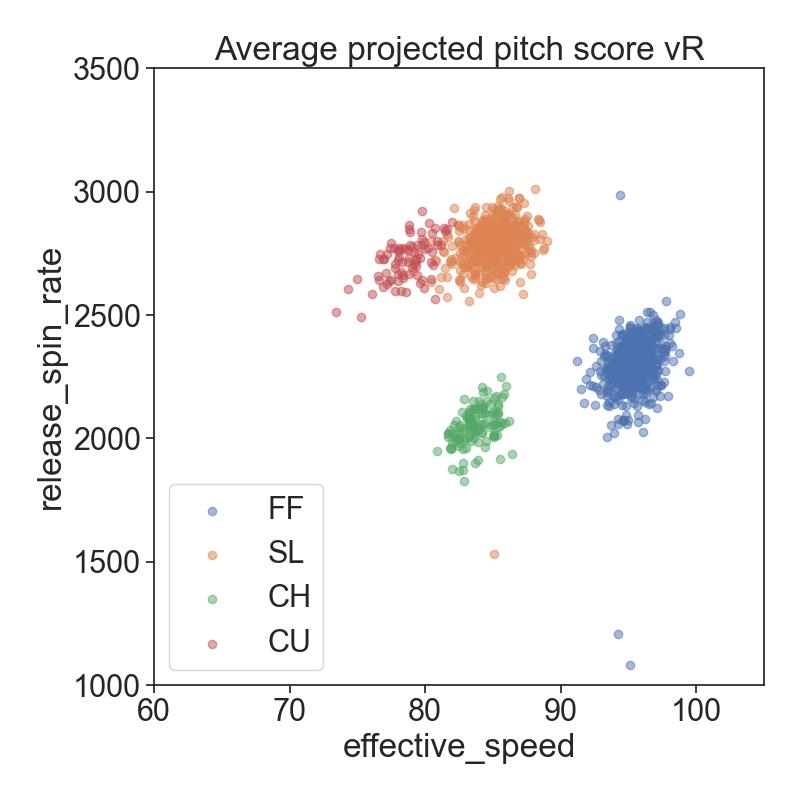 Average projected pitch score vR
3500
3000
2500
2000
1500
1000
release_spin_rate
FF
SL
CH
CU
60 70 80 90 100
effective_speed